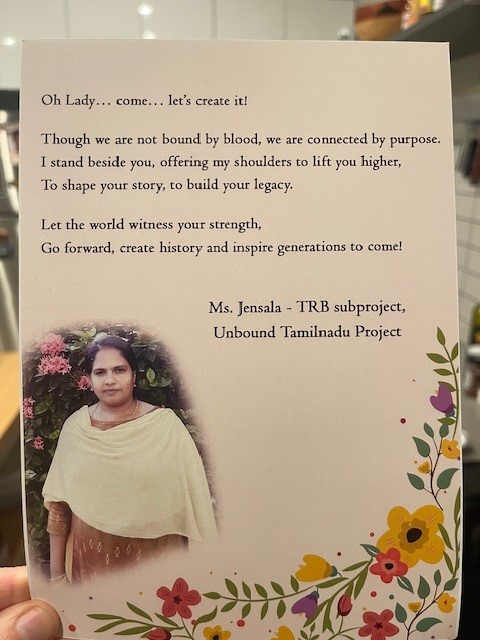 Oh Lady... come... let's create it!
Though we are not bound by blood, we are connected by purpose.
I stand beside you, offering my shoulders to lift you higher,
To shape your story, to build your legacy.
Let the world witness your strength,
Go forward, create history and inspire generations to come!
Ms. Jensala - TRB subproject,
Unbound Tamilnadu Project